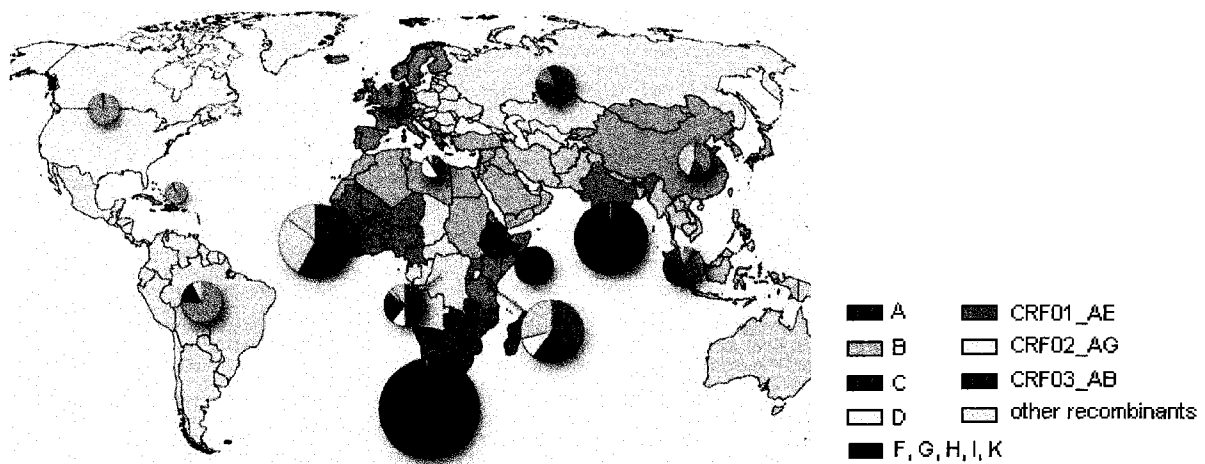 A
B
C
D
F, G, H, I, K
CRF01_AE
CRF02_AG
CRF03_AB
other recombinants